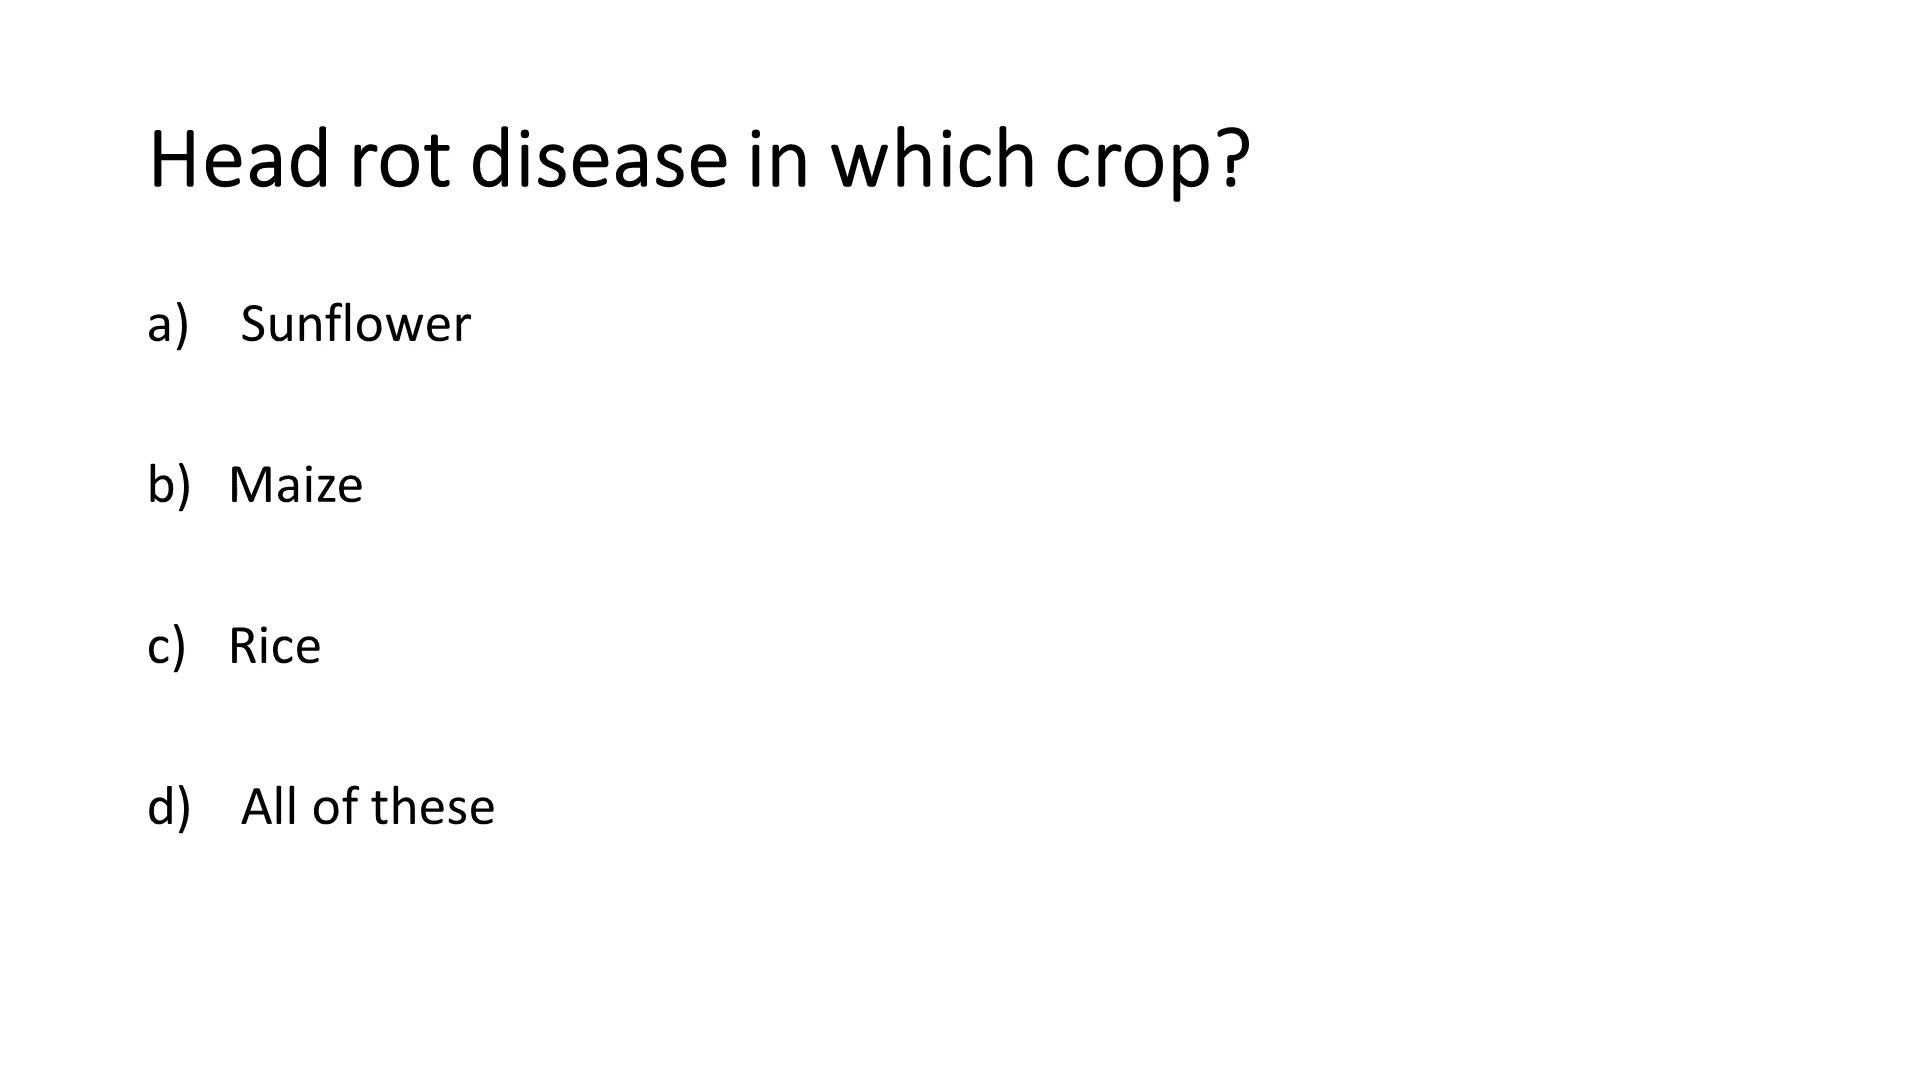 Head rot disease in which crop?
a) Sunflower
b) Maize
c) Rice
d) All of these